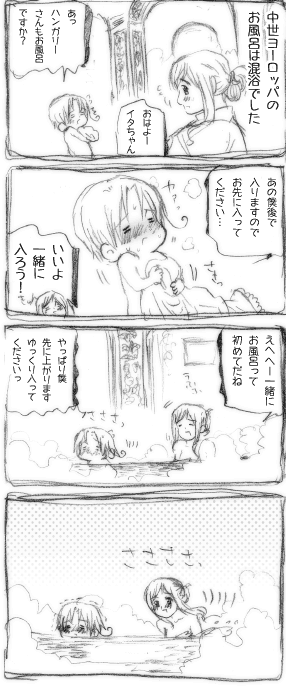 中世ヨーロッパの
お風呂は混浴でした
おはよー
イタちゃん
あっ
ハンガリー
さんもお風呂
ですか?
あの僕後で
入りますので
お先に入って
ください…
いいよ
一緒に
入ろう!
えへへー一緒に
お風呂って
初めてだね
やっぱり僕
先に上がります
ゆっくり入って
くださいっ